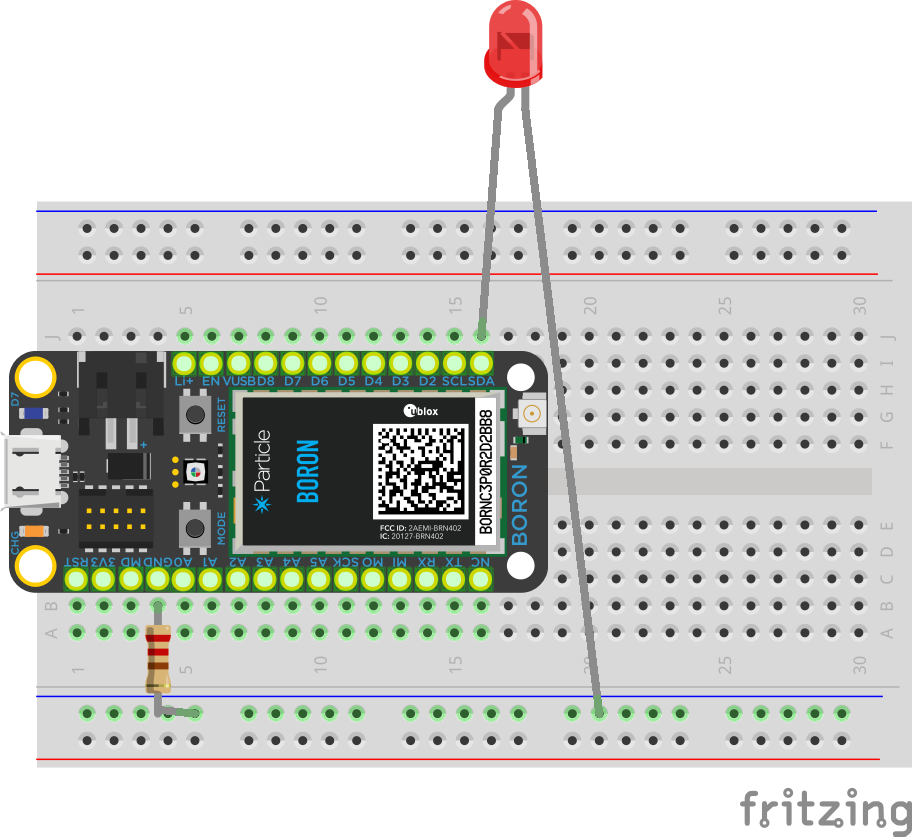 1 5 10 15 20 25 30
J J
I
H
G
F
Li+ EN VUSB D8 D7 D6 D5 D4 D3 D2 SCL SDA
D7
RESET
+
ublox
Particle
BORON
BORNC3P0R2D2BB8
BORON
FCC ID: 2AEMI-BRN402
IC: 20127-BRN402
MODE
CHG
RST 3V3 MD GND A0 A1 A2 A3 A4 A5 SCK MO MI RX TX NC
E
D
C
B B
A A
1 5 10 15 20 25 30
fritzing